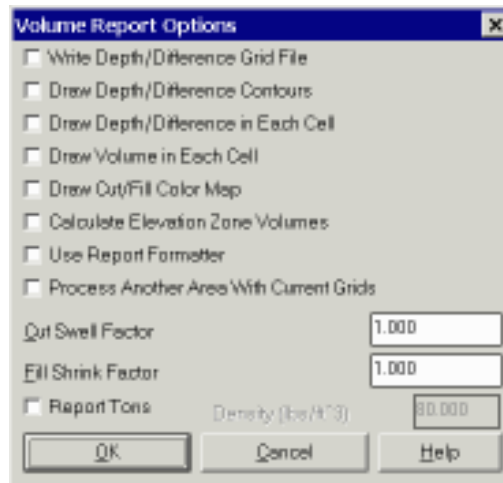 Volume Report Options
Write Depth/Difference Grid File
Draw Depth/Difference Contours
Draw Depth/Difference in Each Cell
Draw Volume in Each Cell
Draw Cut/Fill Color Map
Calculate Elevation Zone Volumes
Use Report Formatter
Process Another Area With Current Grids
Cut Swell Factor 1.000
Fill Shrink Factor 1.000
Report Tons Density (lbs/ft^3) 80.000
OK Cancel Help